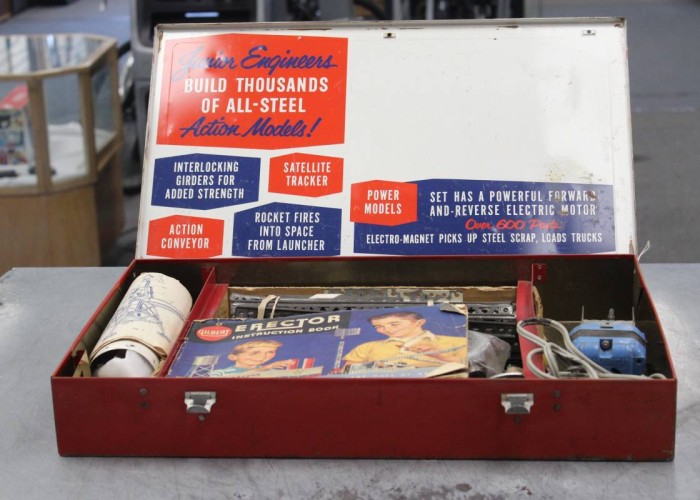 Junior Engineers
BUILD THOUSANDS
OF ALL-STEEL
Action Models!
INTERLOCKING
GIRDERS FOR
ADDED STRENGTH
SATELLITE
TRACKER
ACTION
CONVEYOR
ROCKET FIRES
INTO SPACE
FROM LAUNCHER
POWER
MODELS
SET HAS A POWERFUL FORWARD
AND-REVERSE ELECTRIC MOTOR
Over 600 Parts
ELECTRO-MAGNET PICKS UP STEEL SCRAP, LOADS TRUCKS
GILBERT
ERECTOR
INSTRUCTION BOOK